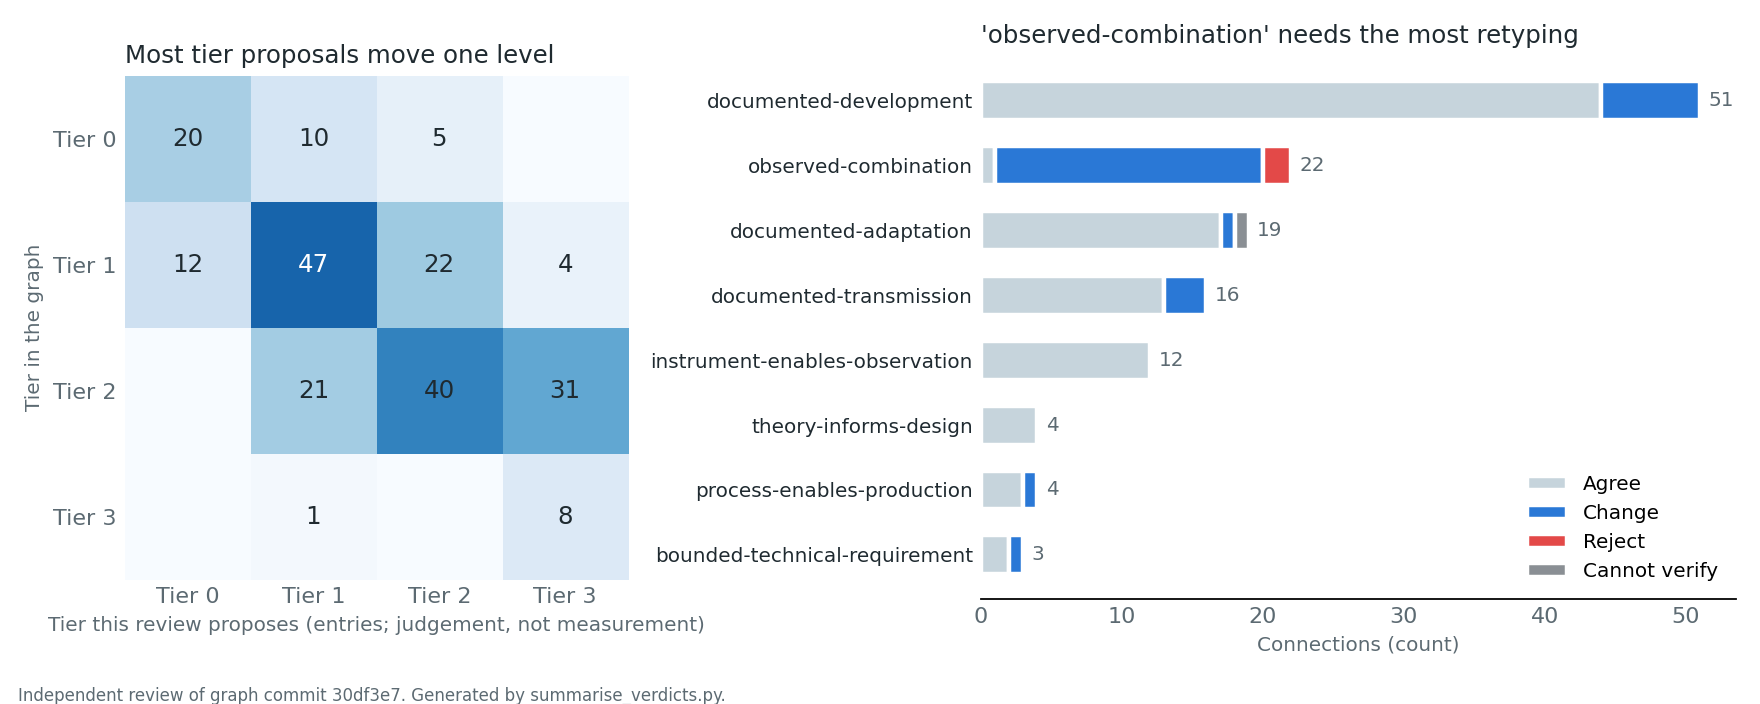 Most tier proposals move one level
Tier in the graph
Tier 0
20 10 5
Tier 1
12 47 22 4
Tier 2
21 40 31
Tier 3
1 8
Tier 0 Tier 1 Tier 2 Tier 3
Tier this review proposes (entries; judgement, not measurement)
'observed-combination' needs the most retyping
documented-development 51
observed-combination 22
documented-adaptation 19
documented-transmission 16
instrument-enables-observation 12
theory-informs-design 4
process-enables-production 4
bounded-technical-requirement 3
Agree
Change
Reject
Cannot verify
0 10 20 30 40 50
Connections (count)
Independent review of graph commit 30df3e7. Generated by summarise_verdicts.py.